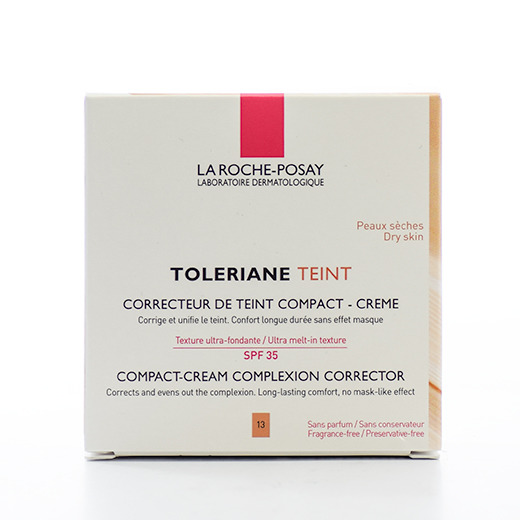 LA ROCHE-POSAY
LABORATOIRE DERMATOLOGIQUE
Peaux sèches
Dry skin
TOLERIANE TEINT
CORRECTEUR DE TEINT COMPACT - CREME
Corrige et unifie le teint. Confort longue durée sans effet masque
Texture ultra-fondante / Ultra melt-in texture
SPF 35
COMPACT-CREAM COMPLEXION CORRECTOR
Corrects and evens out the complexion. Long-lasting comfort, no mask-like effect
13
Sans parfum / Sans conservateur
Fragrance-free / Preservative-free